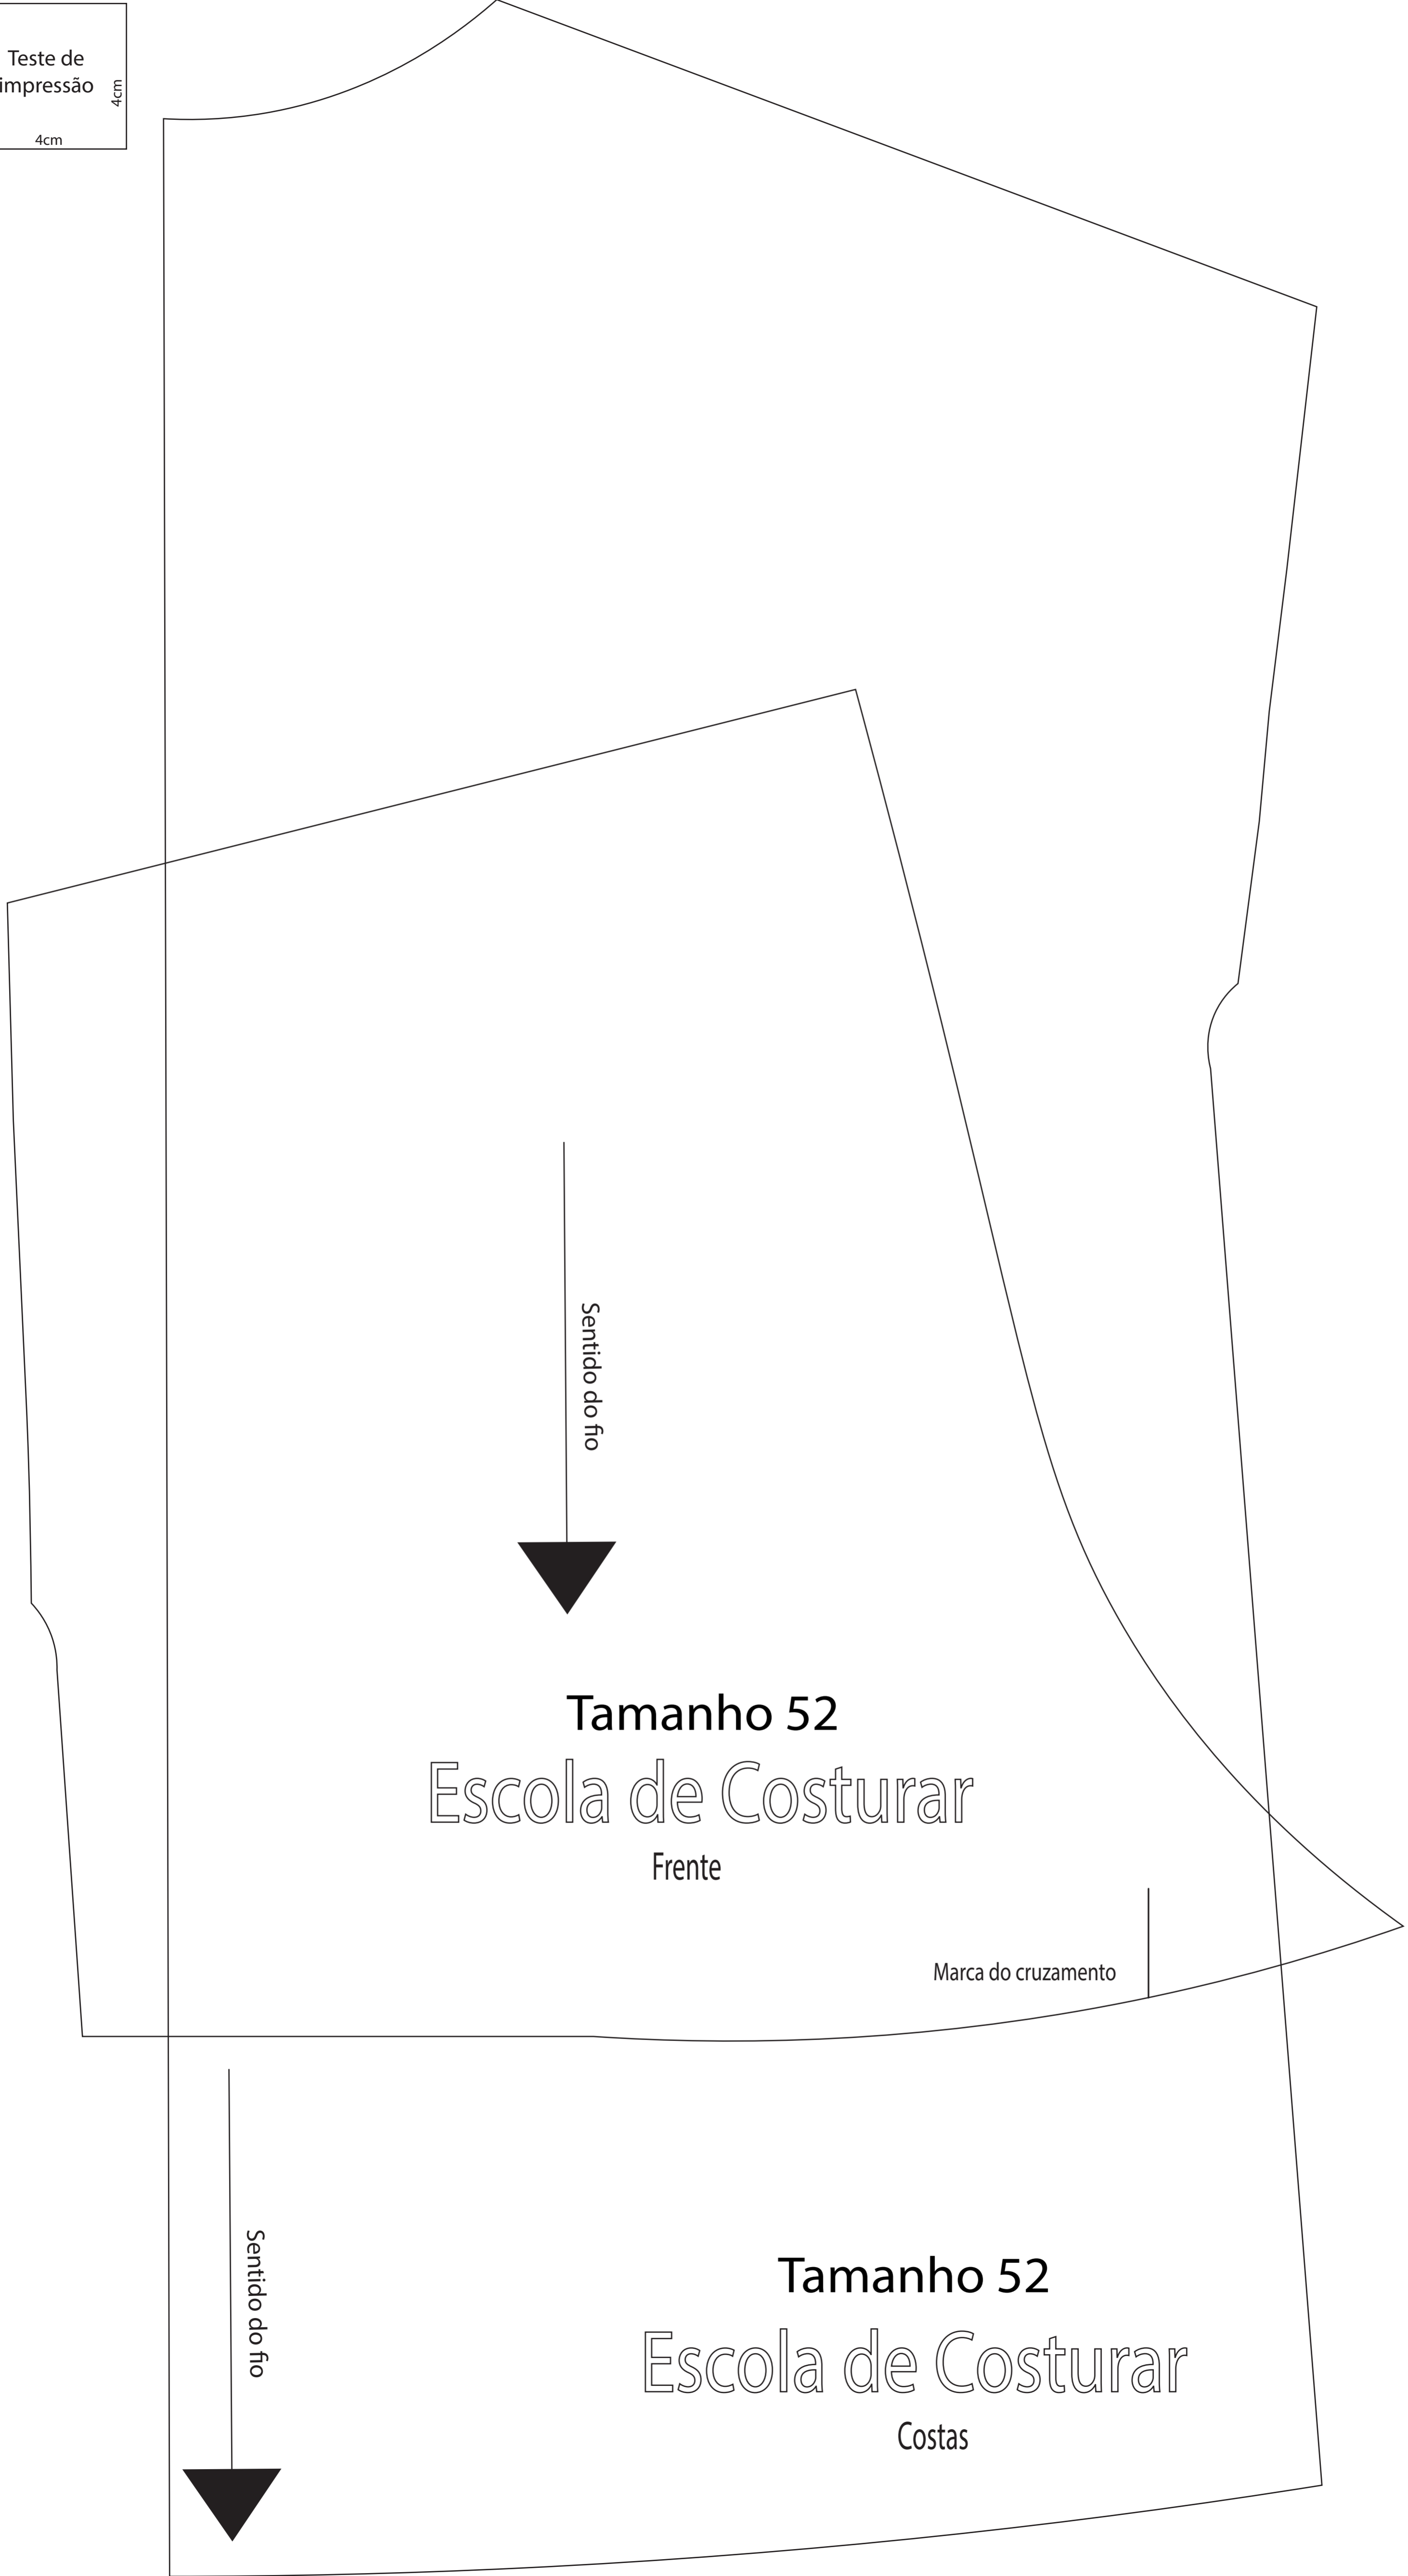 Teste de
impressão
4cm
4cm
Sentido do fio
Tamanho 52
Escola de Costurar
Frente
Marca do cruzamento
Sentido do fio
Tamanho 52
Escola de Costurar
Costas